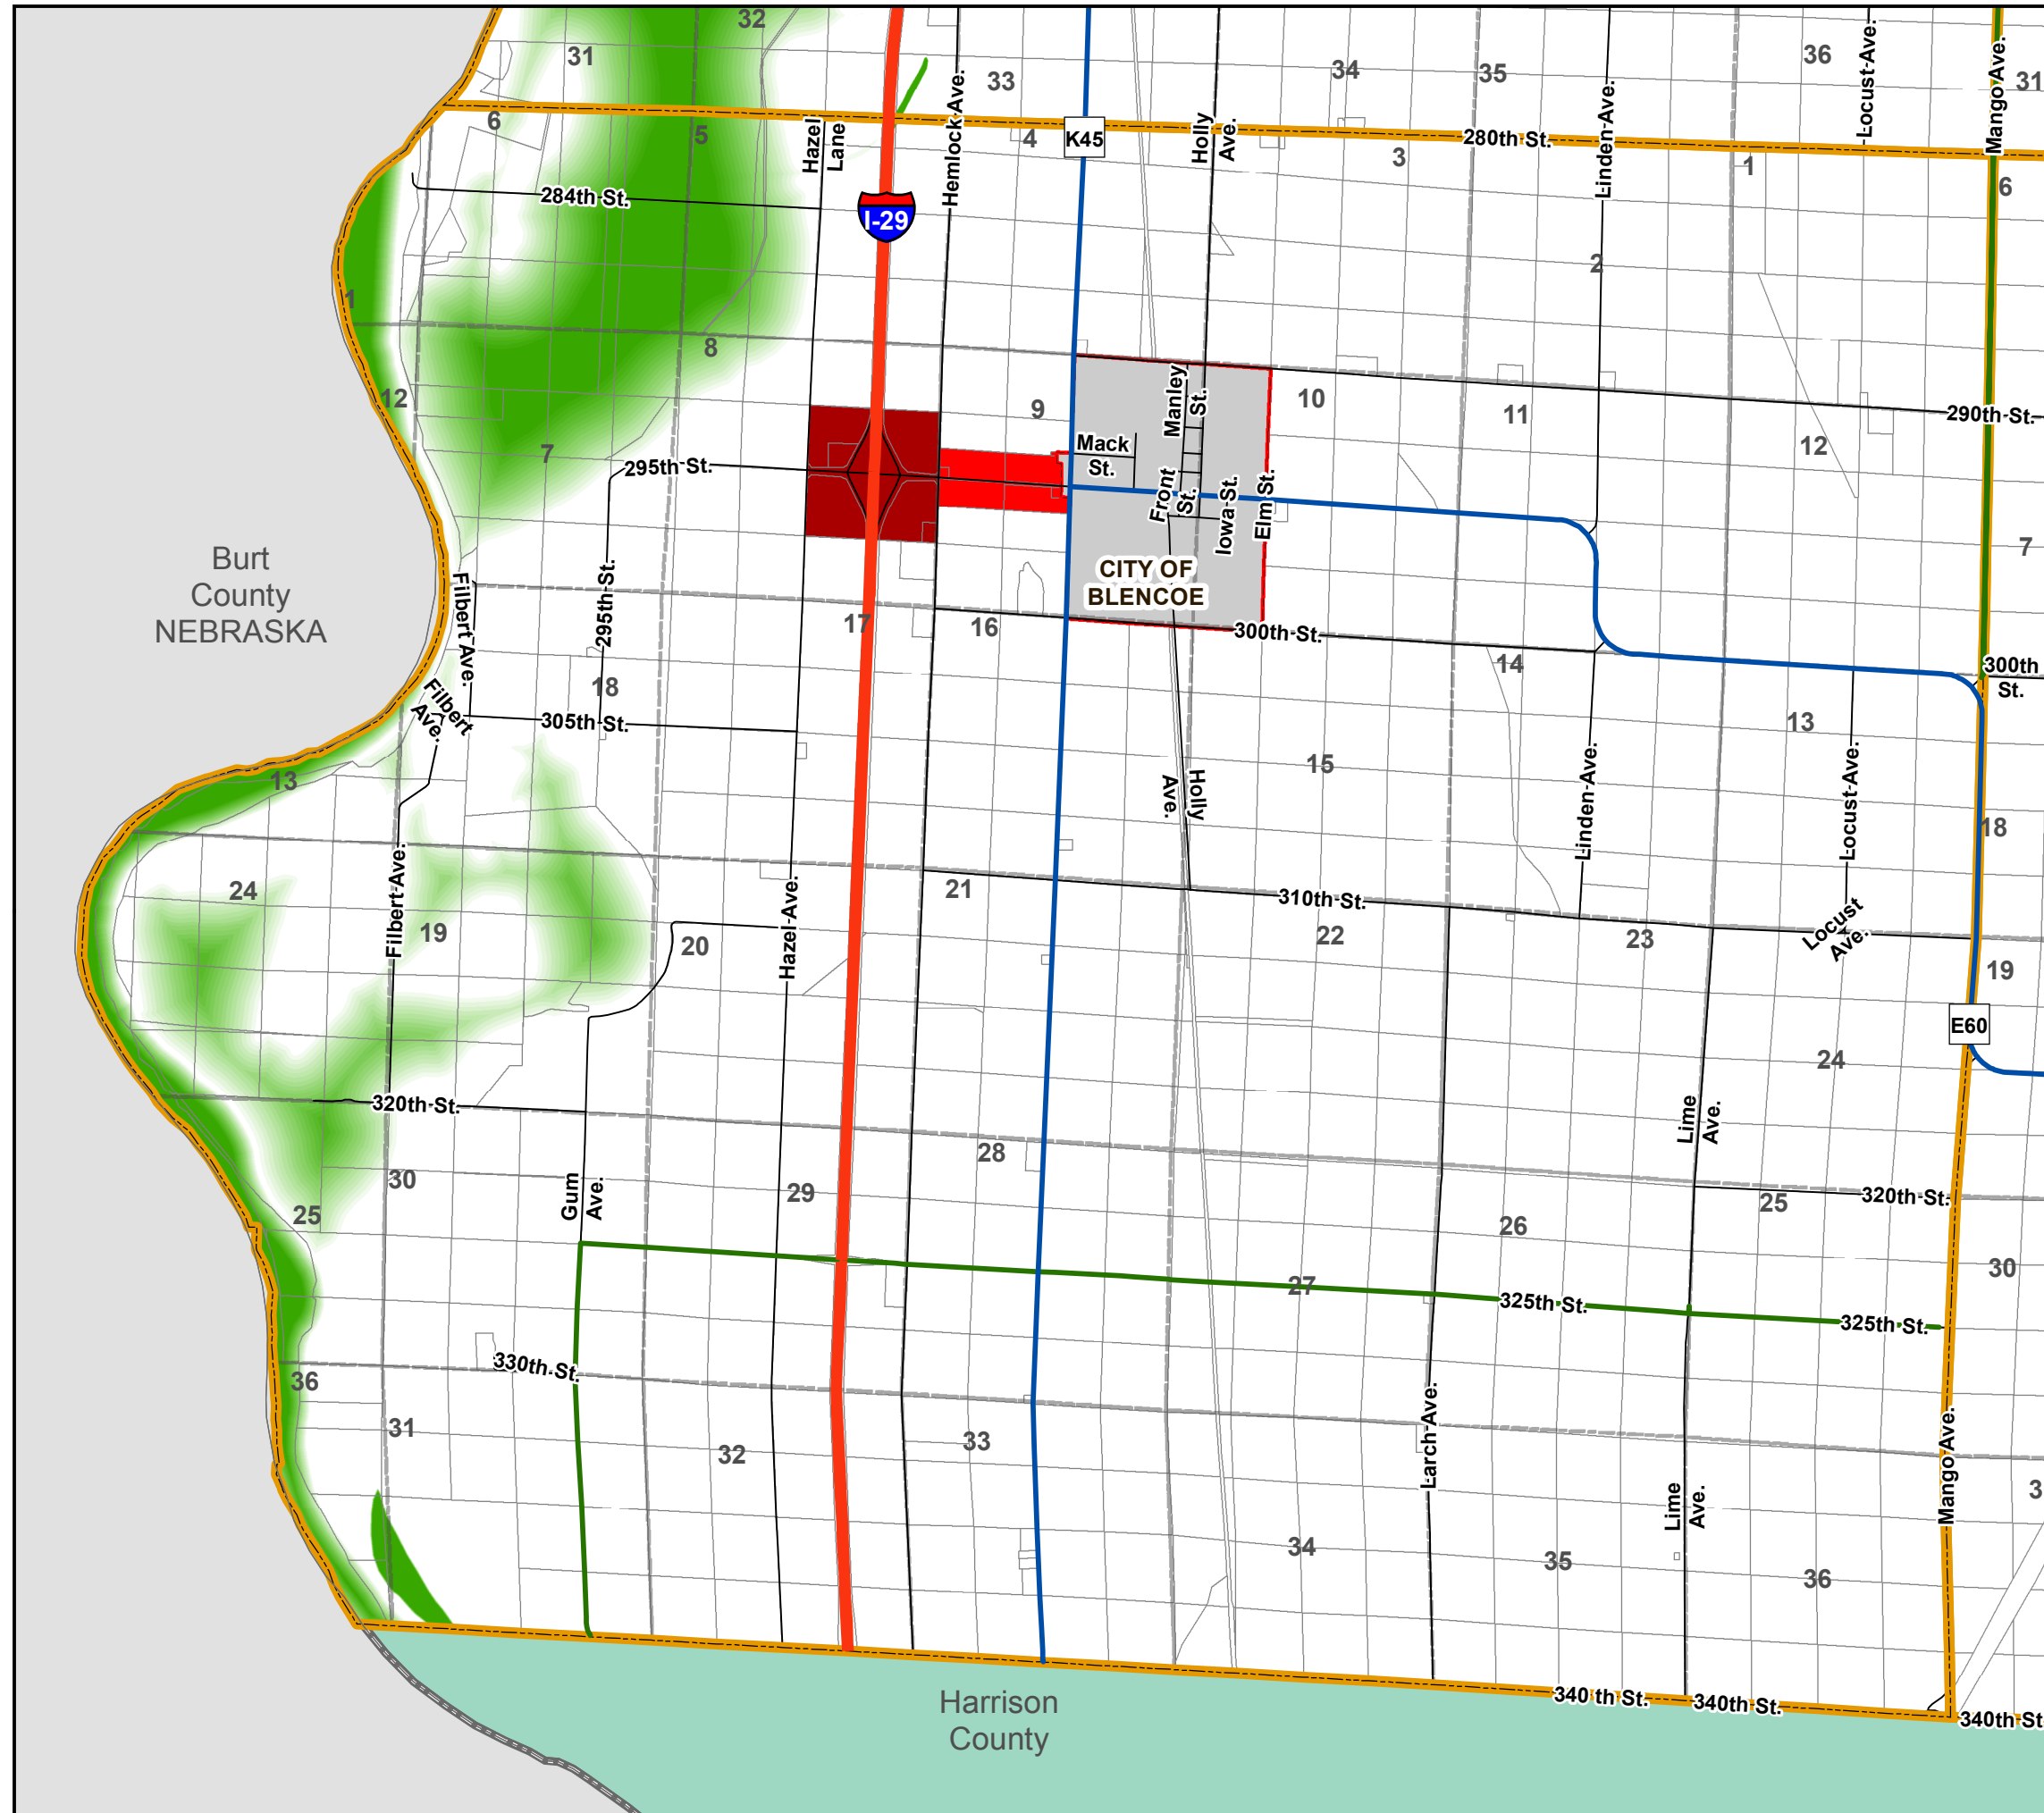 32
31
33
34
35
36
Locust Ave.
Mango Ave.
31
6
5
Hazel
Lane
Hemlock Ave.
4
K45
Holly
Ave.
3
280th St.
Linden Ave.
1
6
284th St.
I-29
2
1
8
12
9
Manley
St.
10
11
290th St.
12
7
295th St.
Mack
St.
Front
St.
Iowa St.
Elm St.
7
Burt
County
NEBRASKA
CITY OF
BLENCOE
Filbert Ave.
295th St.
17
16
300th St.
14
300th
St.
18
Filbert
Ave.
305th St.
13
15
13
Holly
Ave.
Linden Ave.
Locust Ave.
18
24
Filbert Ave.
19
20
Hazel Ave.
21
310th St.
22
23
Locust
Ave.
19
E60
24
320th St.
Lime
Ave.
28
30
29
25
Gum
Ave.
320th St.
25
26
30
27
325th St.
325th St.
330th St.
36
31
32
33
Larch Ave.
Lime
Ave.
Mango Ave.
3
34
35
36
Harrison
County
340 th St.
340th St.
340th St